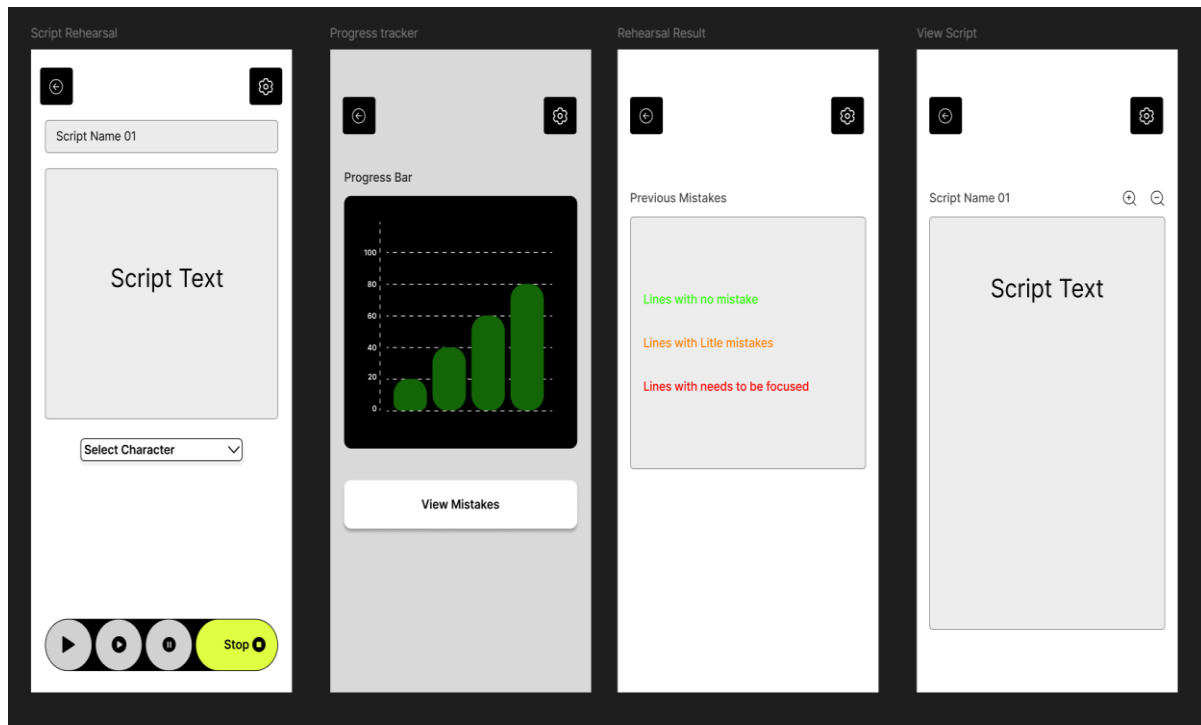 Script Rehearsal
Script Name 01
Script Text
Select Character
Stop
Progress tracker
Progress Bar
100
80
60
40
20
0
View Mistakes
Rehearsal Result
Previous Mistakes
Lines with no mistake
Lines with Litle mistakes
Lines with needs to be focused
View Script
Script Name 01
Script Text